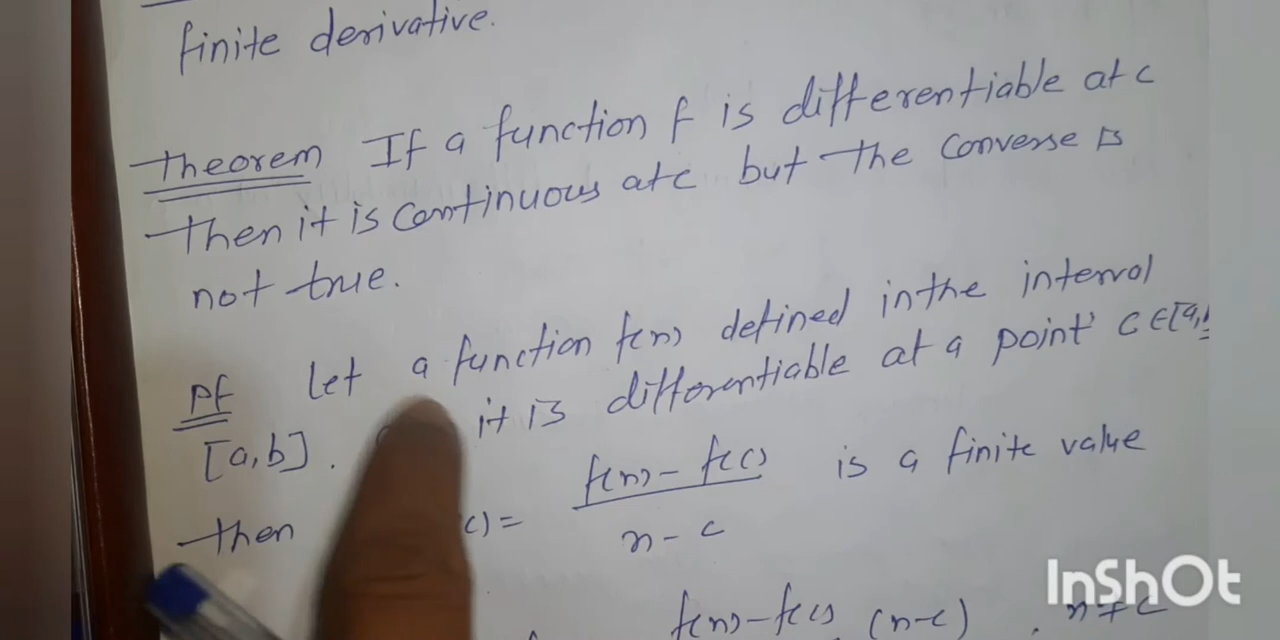 finite derivative.
Theorem If a function f is differentiable at c
Then it is continuous at c but the converse is
not true.
Pf Let a function f(x) defined in the interval
[a,b]. it is differentiable at a point c ∈ [a,
then c) = f(x) - f(c) / x - c is a finite value
f(x) - f(c) (x-c) . x ≠ c
InShOt